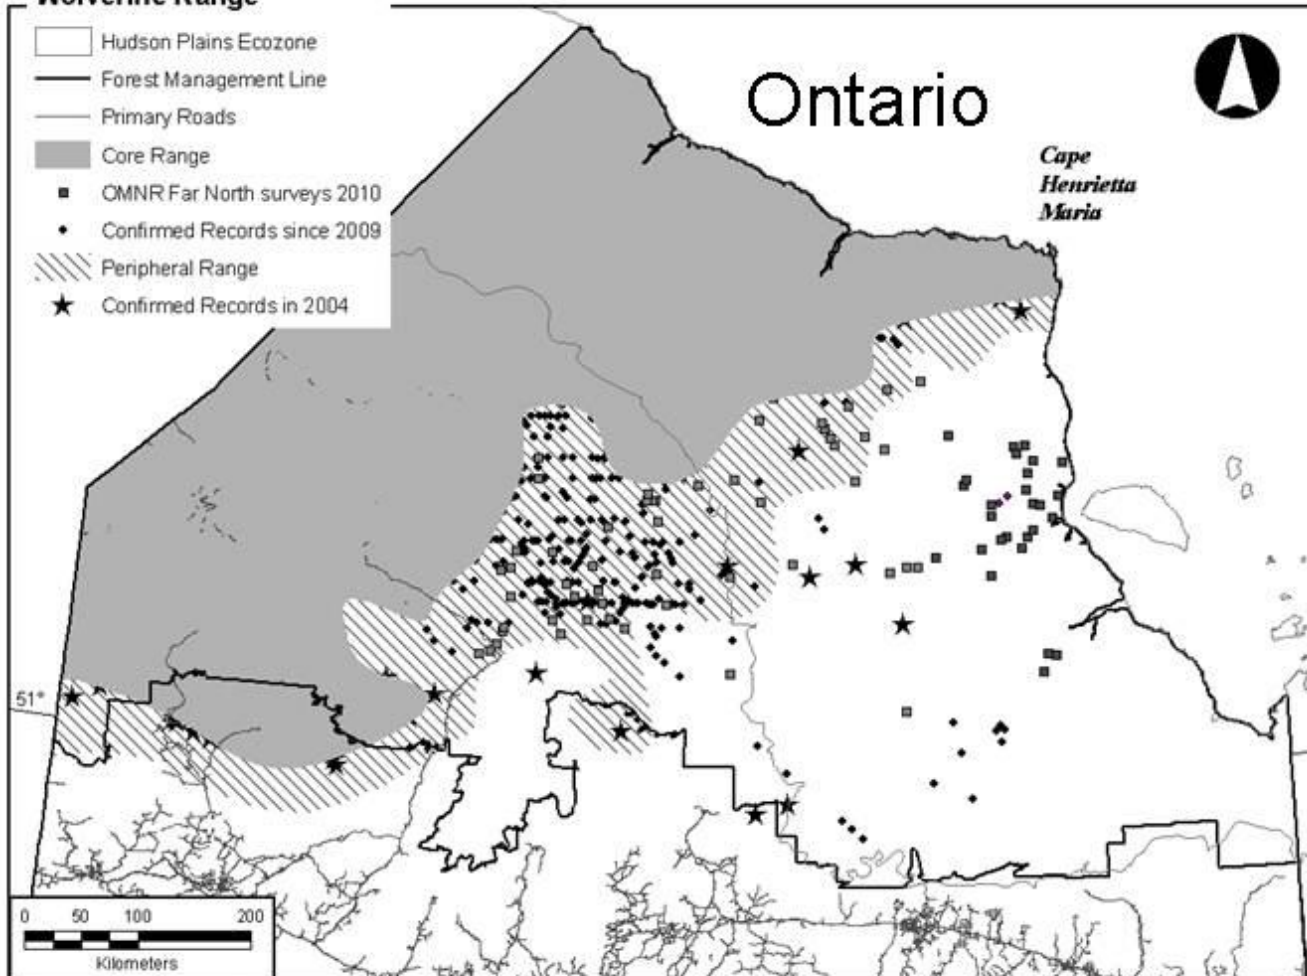 Wolverine Range
Hudson Plains Ecozone
Forest Management Line
Primary Roads
Core Range
OMNR Far North surveys 2010
Confirmed Records since 2009
Peripheral Range
Confirmed Records in 2004
Ontario
Cape
Henrietta
Maria
51°
0 50 100 200
Kilometers